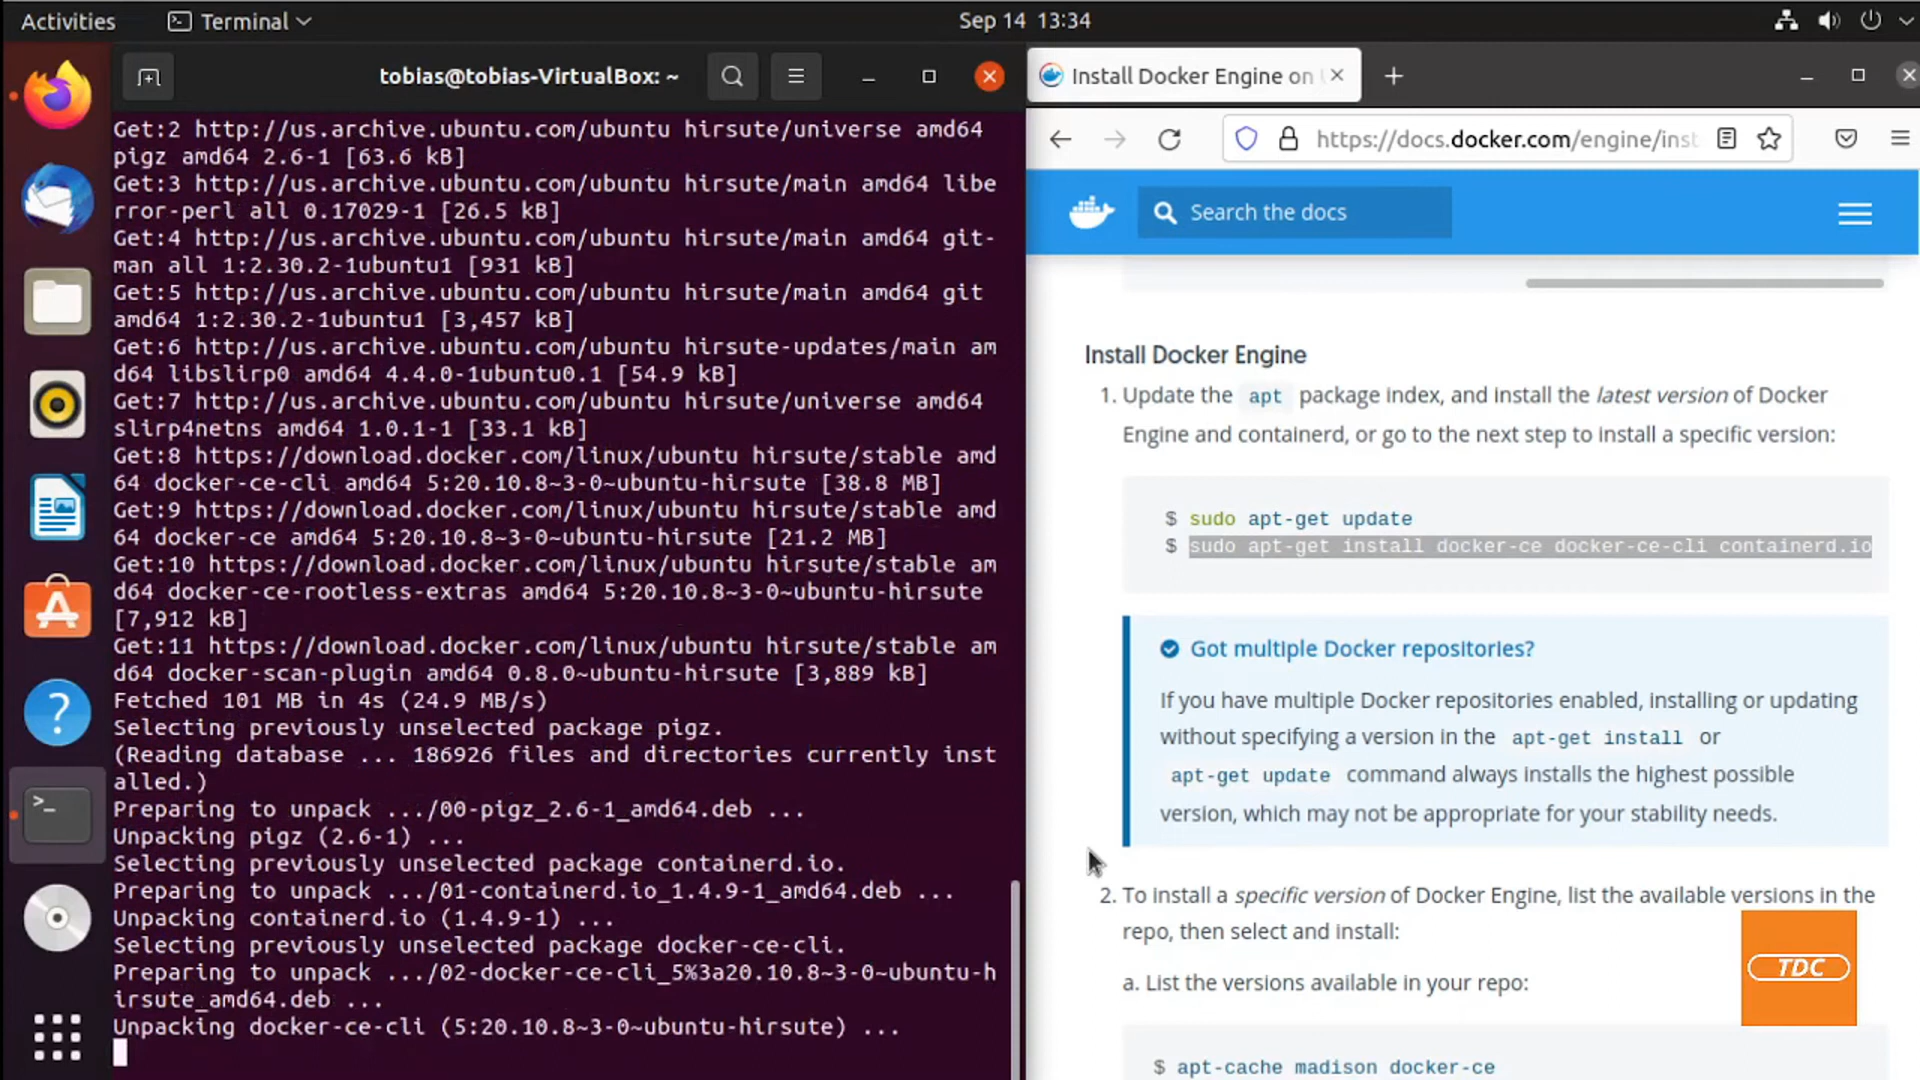 Activities
Terminal
Sep 14 13:34
tobias@tobias-VirtualBox: ~
Get:2 http://us.archive.ubuntu.com/ubuntu hirsute/universe amd64
pigz amd64 2.6-1 [63.6 kB]
Get:3 http://us.archive.ubuntu.com/ubuntu hirsute/main amd64 libe
rror-perl all 0.17029-1 [26.5 kB]
Get:4 http://us.archive.ubuntu.com/ubuntu hirsute/main amd64 git-
man all 1:2.30.2-1ubuntu1 [931 kB]
Get:5 http://us.archive.ubuntu.com/ubuntu hirsute/main amd64 git
amd64 1:2.30.2-1ubuntu1 [3,457 kB]
Get:6 http://us.archive.ubuntu.com/ubuntu hirsute-updates/main am
d64 libslirp0 amd64 4.4.0-1ubuntu0.1 [54.9 kB]
Get:7 http://us.archive.ubuntu.com/ubuntu hirsute/universe amd64
slirp4netns amd64 1.0.1-1 [33.1 kB]
Get:8 https://download.docker.com/linux/ubuntu hirsute/stable amd
64 docker-ce-cli amd64 5:20.10.8~3-0~ubuntu-hirsute [38.8 MB]
Get:9 https://download.docker.com/linux/ubuntu hirsute/stable amd
64 docker-ce amd64 5:20.10.8~3-0~ubuntu-hirsute [21.2 MB]
Get:10 https://download.docker.com/linux/ubuntu hirsute/stable am
d64 docker-ce-rootless-extras amd64 5:20.10.8~3-0~ubuntu-hirsute
[7,912 kB]
Get:11 https://download.docker.com/linux/ubuntu hirsute/stable am
d64 docker-scan-plugin amd64 0.8.0~ubuntu-hirsute [3,889 kB]
Fetched 101 MB in 4s (24.9 MB/s)
Selecting previously unselected package pigz.
(Reading database ... 186926 files and directories currently inst
alled.)
Preparing to unpack .../00-pigz_2.6-1_amd64.deb ...
Unpacking pigz (2.6-1) ...
Selecting previously unselected package containerd.io.
Preparing to unpack .../01-containerd.io_1.4.9-1_amd64.deb ...
Unpacking containerd.io (1.4.9-1) ...
Selecting previously unselected package docker-ce-cli.
Preparing to unpack .../02-docker-ce-cli_5%3a20.10.8~3-0~ubuntu-h
irsute_amd64.deb ...
Unpacking docker-ce-cli (5:20.10.8~3-0~ubuntu-hirsute) ...
Install Docker Engine on
https://docs.docker.com/engine/inst
Search the docs
Install Docker Engine
1. Update the apt package index, and install the latest version of Docker
Engine and containerd, or go to the next step to install a specific version:
$ sudo apt-get update
$ sudo apt-get install docker-ce docker-ce-cli containerd.io
Got multiple Docker repositories?
If you have multiple Docker repositories enabled, installing or updating
without specifying a version in the apt-get install or
apt-get update command always installs the highest possible
version, which may not be appropriate for your stability needs.
2. To install a specific version of Docker Engine, list the available versions in the
repo, then select and install:
a. List the versions available in your repo:
$ apt-cache madison docker-ce
TDC